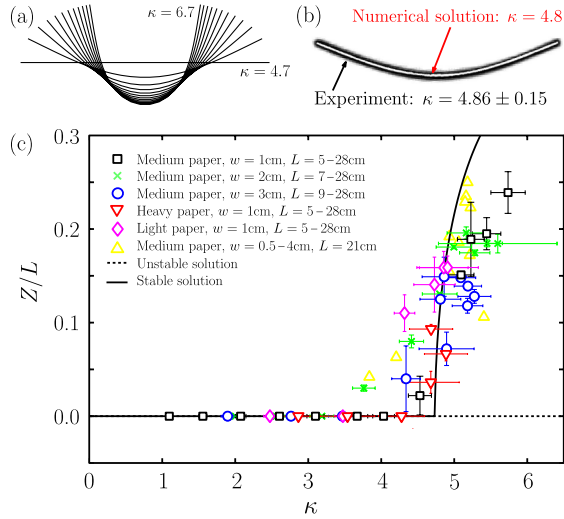 (a)
κ = 6.7
κ = 4.7
(b)
Numerical solution: κ = 4.8
Experiment: κ = 4.86 ± 0.15
(c)
0.3
0.2
0.1
0.0
Z/L
Medium paper, w = 1cm, L = 5–28cm
Medium paper, w = 2cm, L = 7–28cm
Medium paper, w = 3cm, L = 9–28cm
Heavy paper, w = 1cm, L = 5–28cm
Light paper, w = 1cm, L = 5–28cm
Medium paper, w = 0.5–4cm, L = 21cm
Unstable solution
Stable solution
0 1 2 3 4 5 6
κ